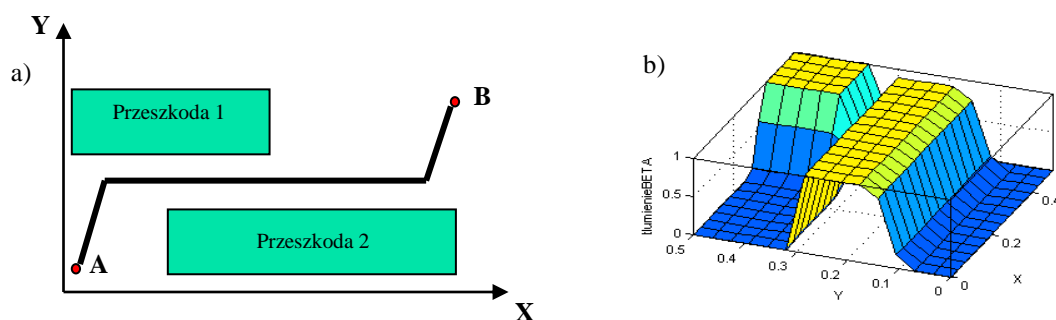 a)
Y
Przeszkoda 1
B
Przeszkoda 2
A
X
b)
tlumienieBETA
1
0.5
0
0.5
0.4
0.3
0.2
0.1
0
Y
0
0.2
0.4
X